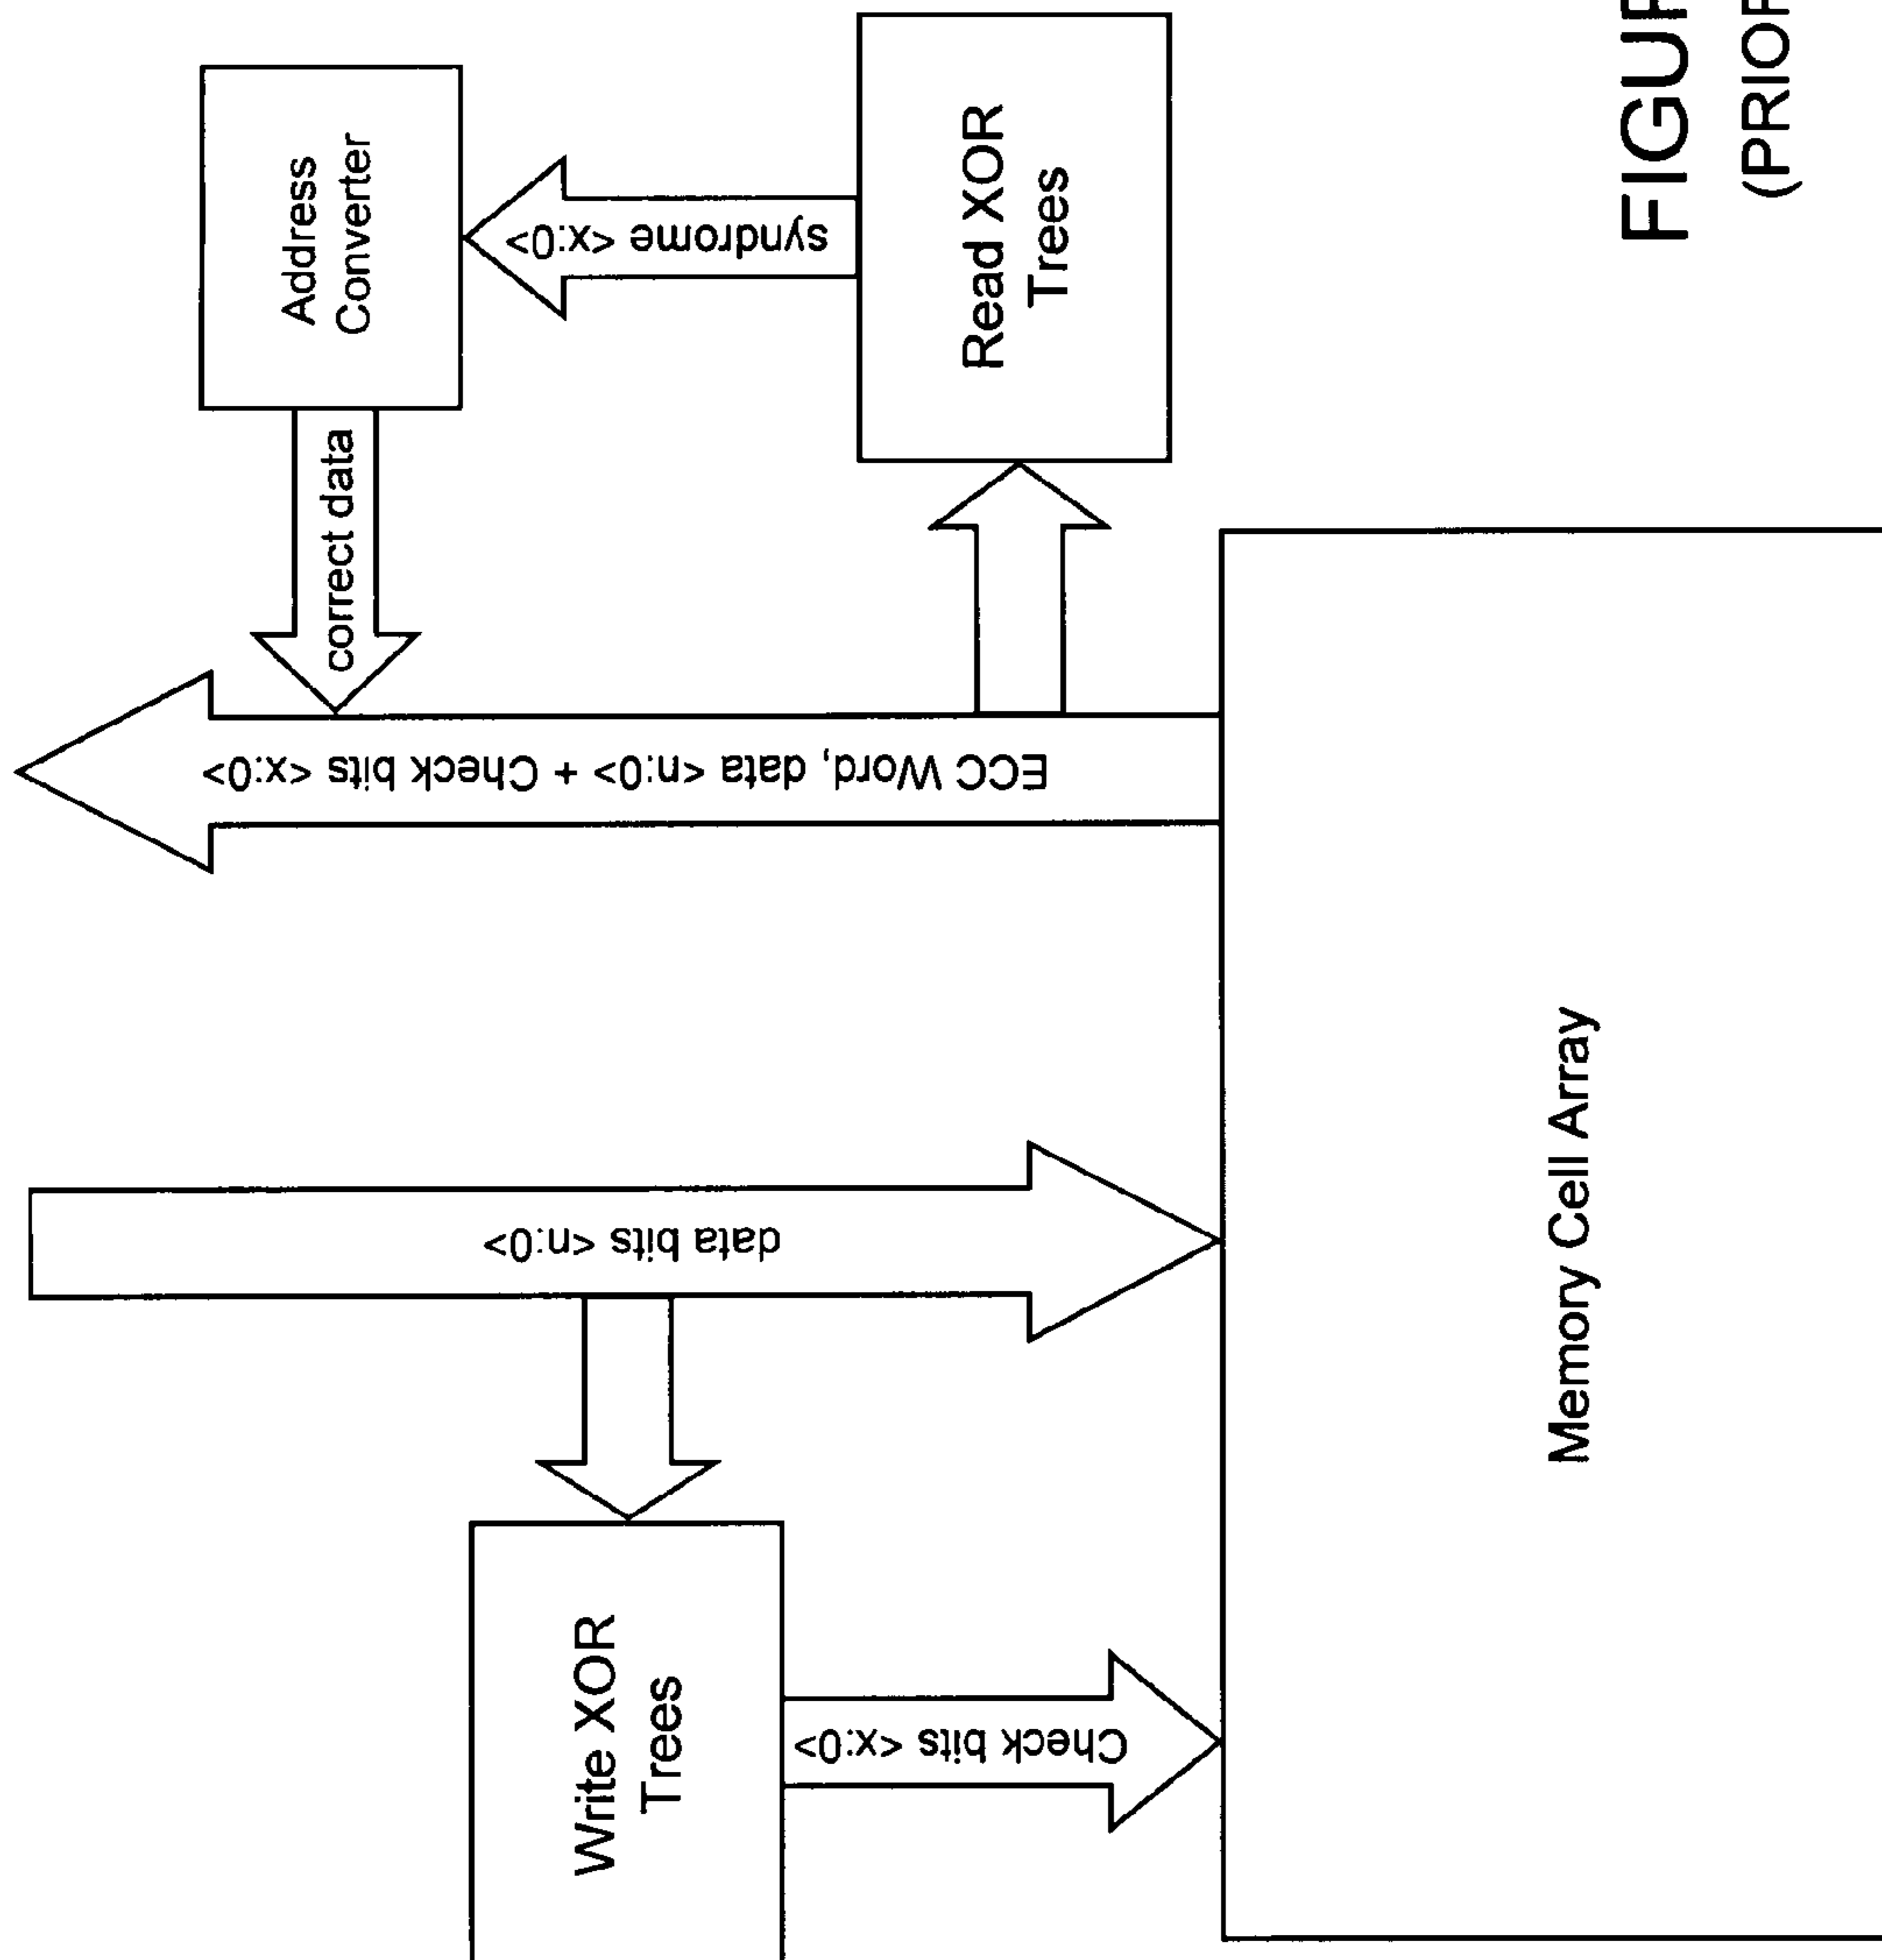 Address
Converter
correct data
syndrome <x:0>
Read XOR
Trees
ECC Word, data <n:0> + Check bits <x:0>
data bits <n:0>
Write XOR
Trees
Check bits <x:0>
Memory Cell Array
FIGUR
(PRIOR